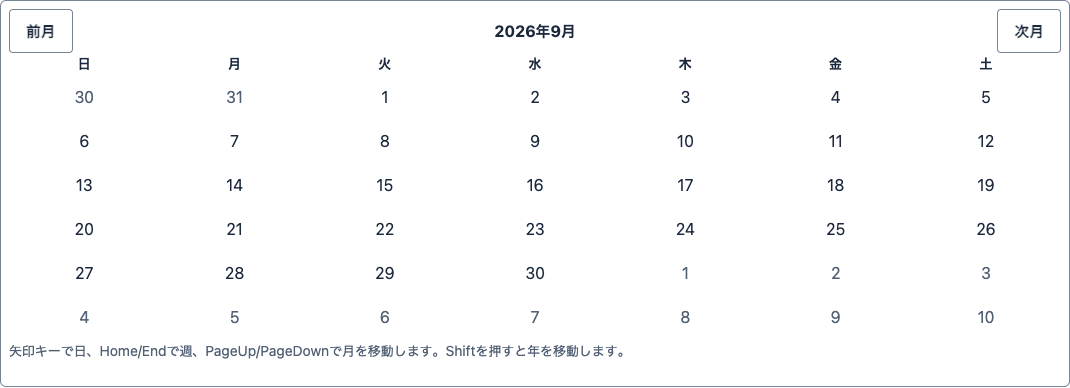 前月 2026年9月 次月
日 月 火 水 木 金 土
30 31 1 2 3 4 5
6 7 8 9 10 11 12
13 14 15 16 17 18 19
20 21 22 23 24 25 26
27 28 29 30 1 2 3
4 5 6 7 8 9 10
矢印キーで日、Home/Endで週、PageUp/PageDownで月を移動します。Shiftを押すと年を移動します。